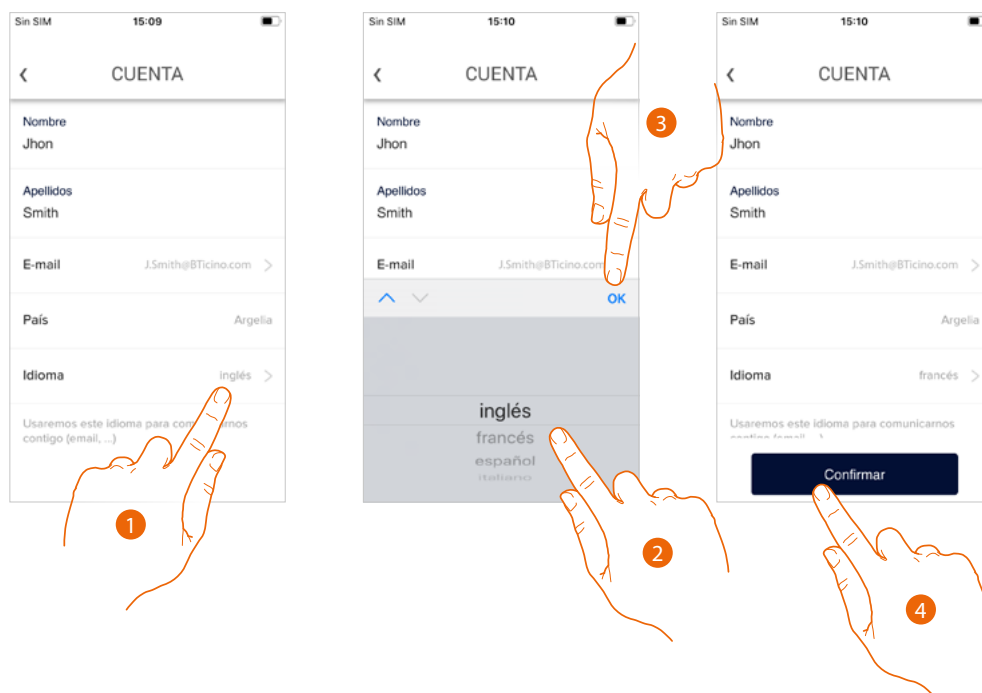 Sin SIM 15:09
CUENTA
Nombre
Jhon
Apellidos
Smith
E-mail J.Smith@BTicino.com
País Argelia
Idioma inglés
Usaremos este idioma para comunicarnos
contigo (email, ...)
1
Sin SIM 15:10
CUENTA
Nombre
Jhon
Apellidos
Smith
E-mail J.Smith@BTicino.com
OK
inglés
francés
español
italiano
2
3
Sin SIM 15:10
CUENTA
Nombre
Jhon
Apellidos
Smith
E-mail J.Smith@BTicino.com
País Argelia
Idioma francés
Usaremos este idioma para comunicarnos
contigo (email, ...)
Confirmar
4